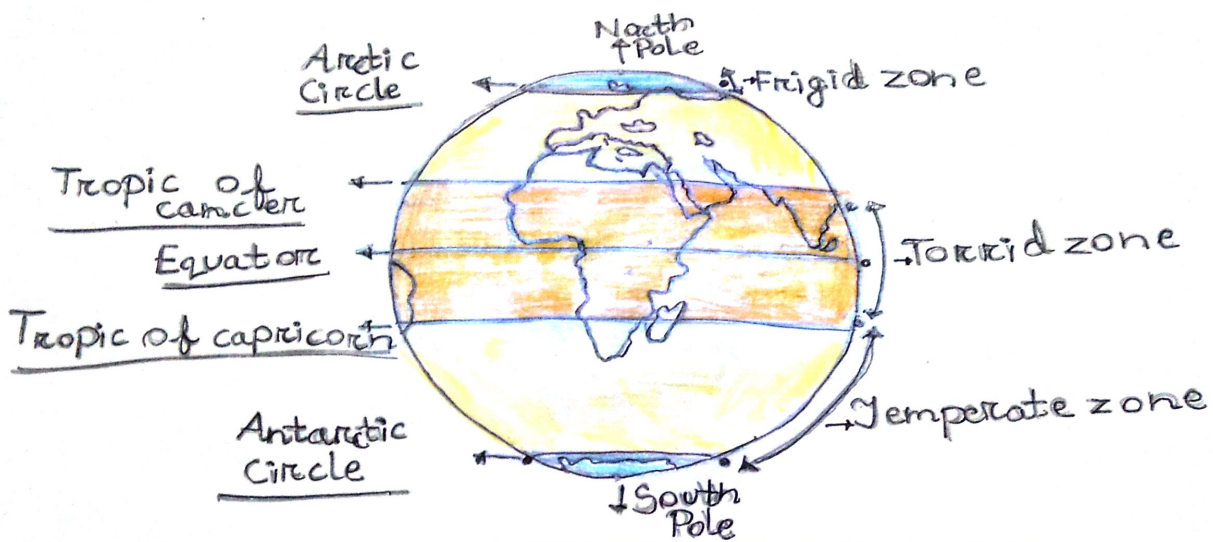 North
Pole
Arctic
Circle
Frigid zone
Tropic of
cancer
Equator
Torrid zone
Tropic of capricorn
Temperate zone
Antarctic
Circle
South
Pole